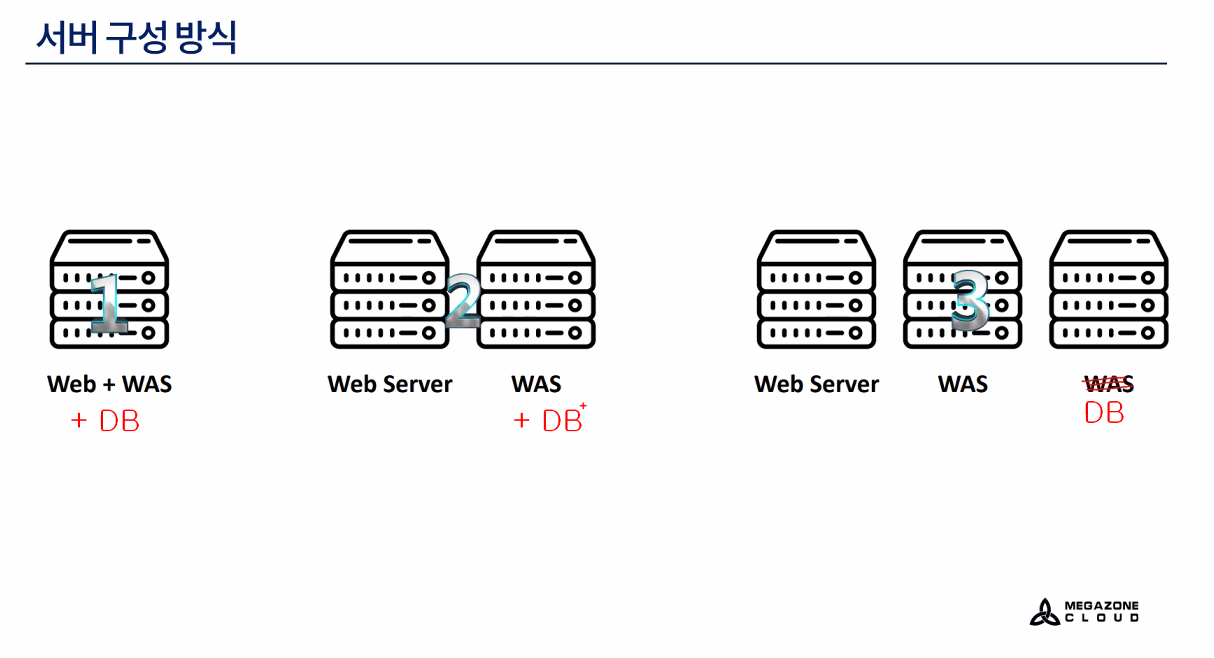 서버 구성 방식
1
2
3
Web + WAS
+ DB
Web Server
WAS
+ DB+
Web Server
WAS
WAS
DB
MEGAZONE
CLOUD